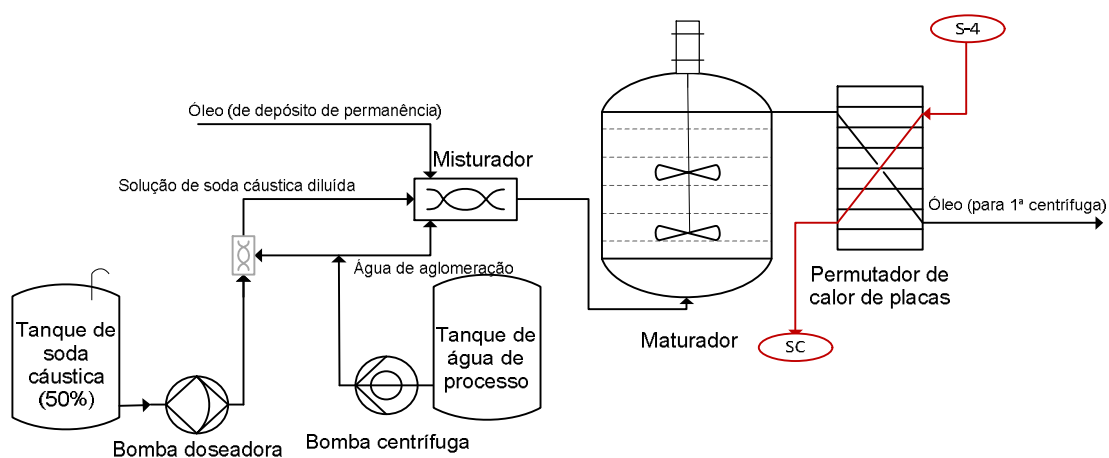 S-4
Óleo (de depósito de permanência)
Misturador
Solução de soda cáustica diluída
Óleo (para 1ª centrífuga)
Água de aglomeração
Permutador de
calor de placas
Tanque de
soda
cáustica
(50%)
Tanque de
água de
processo
Maturador
SC
Bomba doseadora
Bomba centrífuga